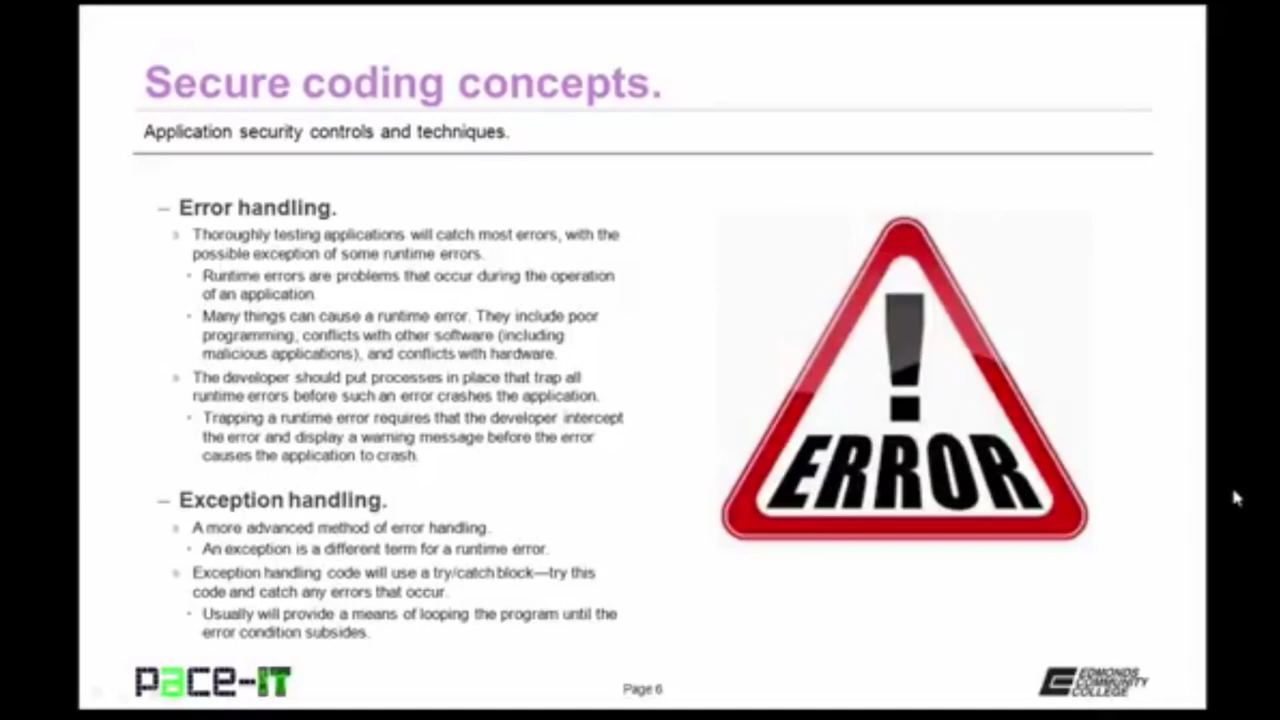 Secure coding concepts.
Application security controls and techniques.
– Error handling.
» Thoroughly testing applications will catch most errors, with the
possible exception of some runtime errors.
• Runtime errors are problems that occur during the operation
of an application.
• Many things can cause a runtime error. They include poor
programming, conflicts with other software (including
malicious applications), and conflicts with hardware.
» The developer should put processes in place that trap all
runtime errors before such an error crashes the application.
• Trapping a runtime error requires that the developer intercept
the error and display a warning message before the error
causes the application to crash.
– Exception handling.
» A more advanced method of error handling.
• An exception is a different term for a runtime error.
» Exception handling code will use a try/catch block—try this
code and catch any errors that occur.
• Usually will provide a means of looping the program until the
error condition subsides.
!
ERROR
pace-IT
Page 6
EDMONDS
COMMUNITY
COLLEGE